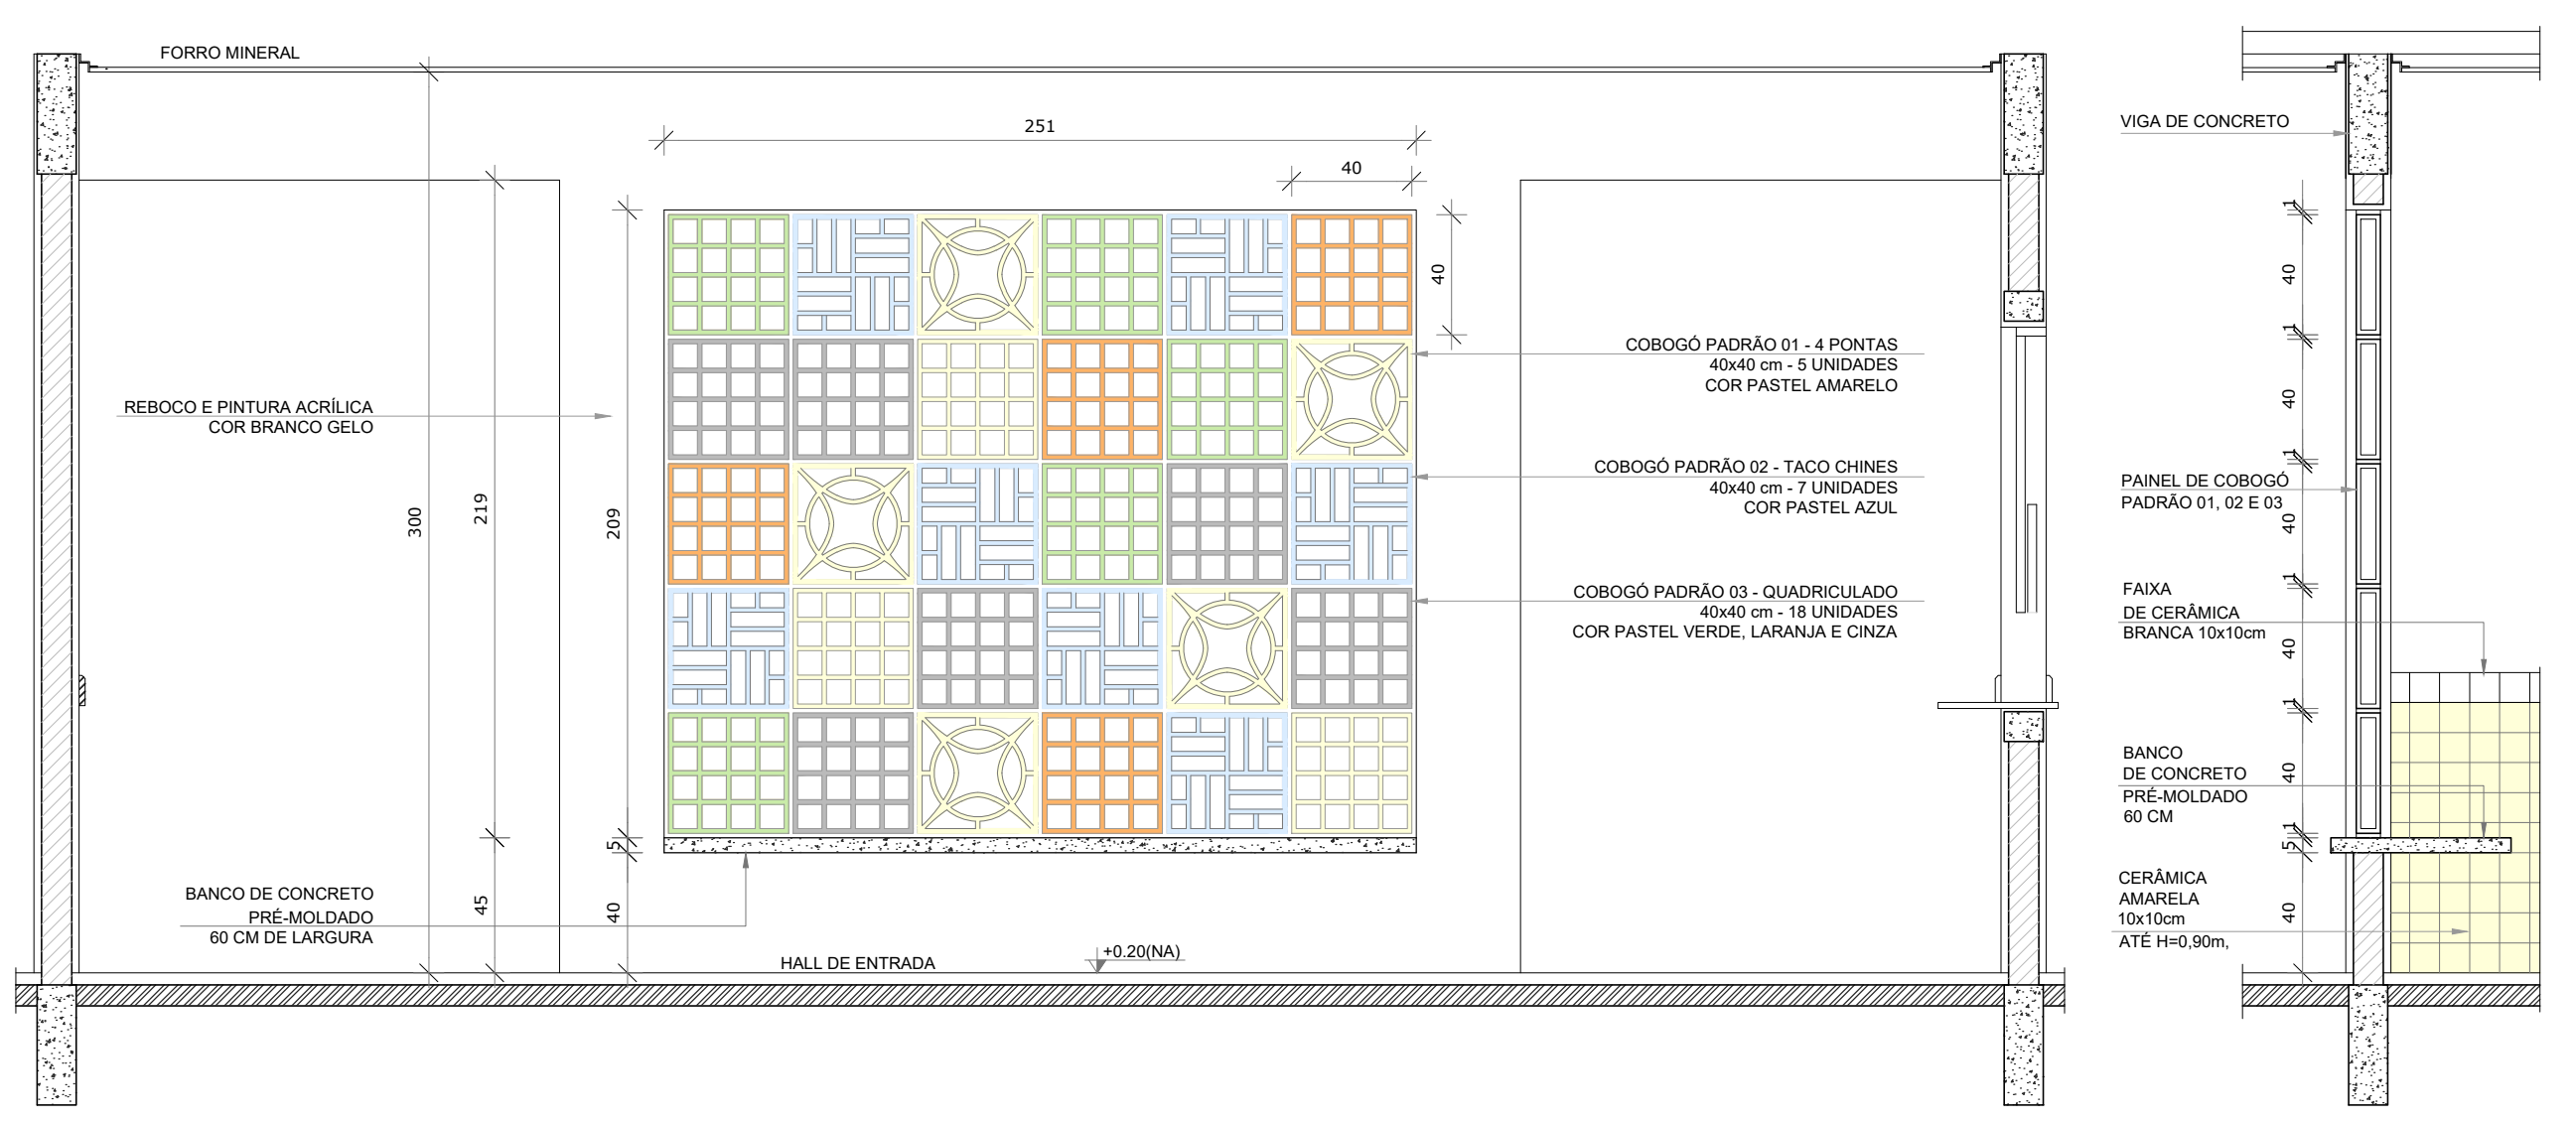 FORRO MINERAL
251
40
40
300
219
209
5
45
40
REBOCO E PINTURA ACRÍLICA
COR BRANCO GELO
COBOGÓ PADRÃO 01 - 4 PONTAS
40x40 cm - 5 UNIDADES
COR PASTEL AMARELO
COBOGÓ PADRÃO 02 - TACO CHINES
40x40 cm - 7 UNIDADES
COR PASTEL AZUL
COBOGÓ PADRÃO 03 - QUADRICULADO
40x40 cm - 18 UNIDADES
COR PASTEL VERDE, LARANJA E CINZA
BANCO DE CONCRETO
PRÉ-MOLDADO
60 CM DE LARGURA
HALL DE ENTRADA
+0.20(NA)
VIGA DE CONCRETO
PAINEL DE COBOGÓ
PADRÃO 01, 02 E 03
FAIXA
DE CERÂMICA
BRANCA 10x10cm
BANCO
DE CONCRETO
PRÉ-MOLDADO
60 CM
CERÂMICA
AMARELA
10x10cm
ATÉ H=0,90m,
1
40
1
40
1
40
1
40
1
40
1
5
40